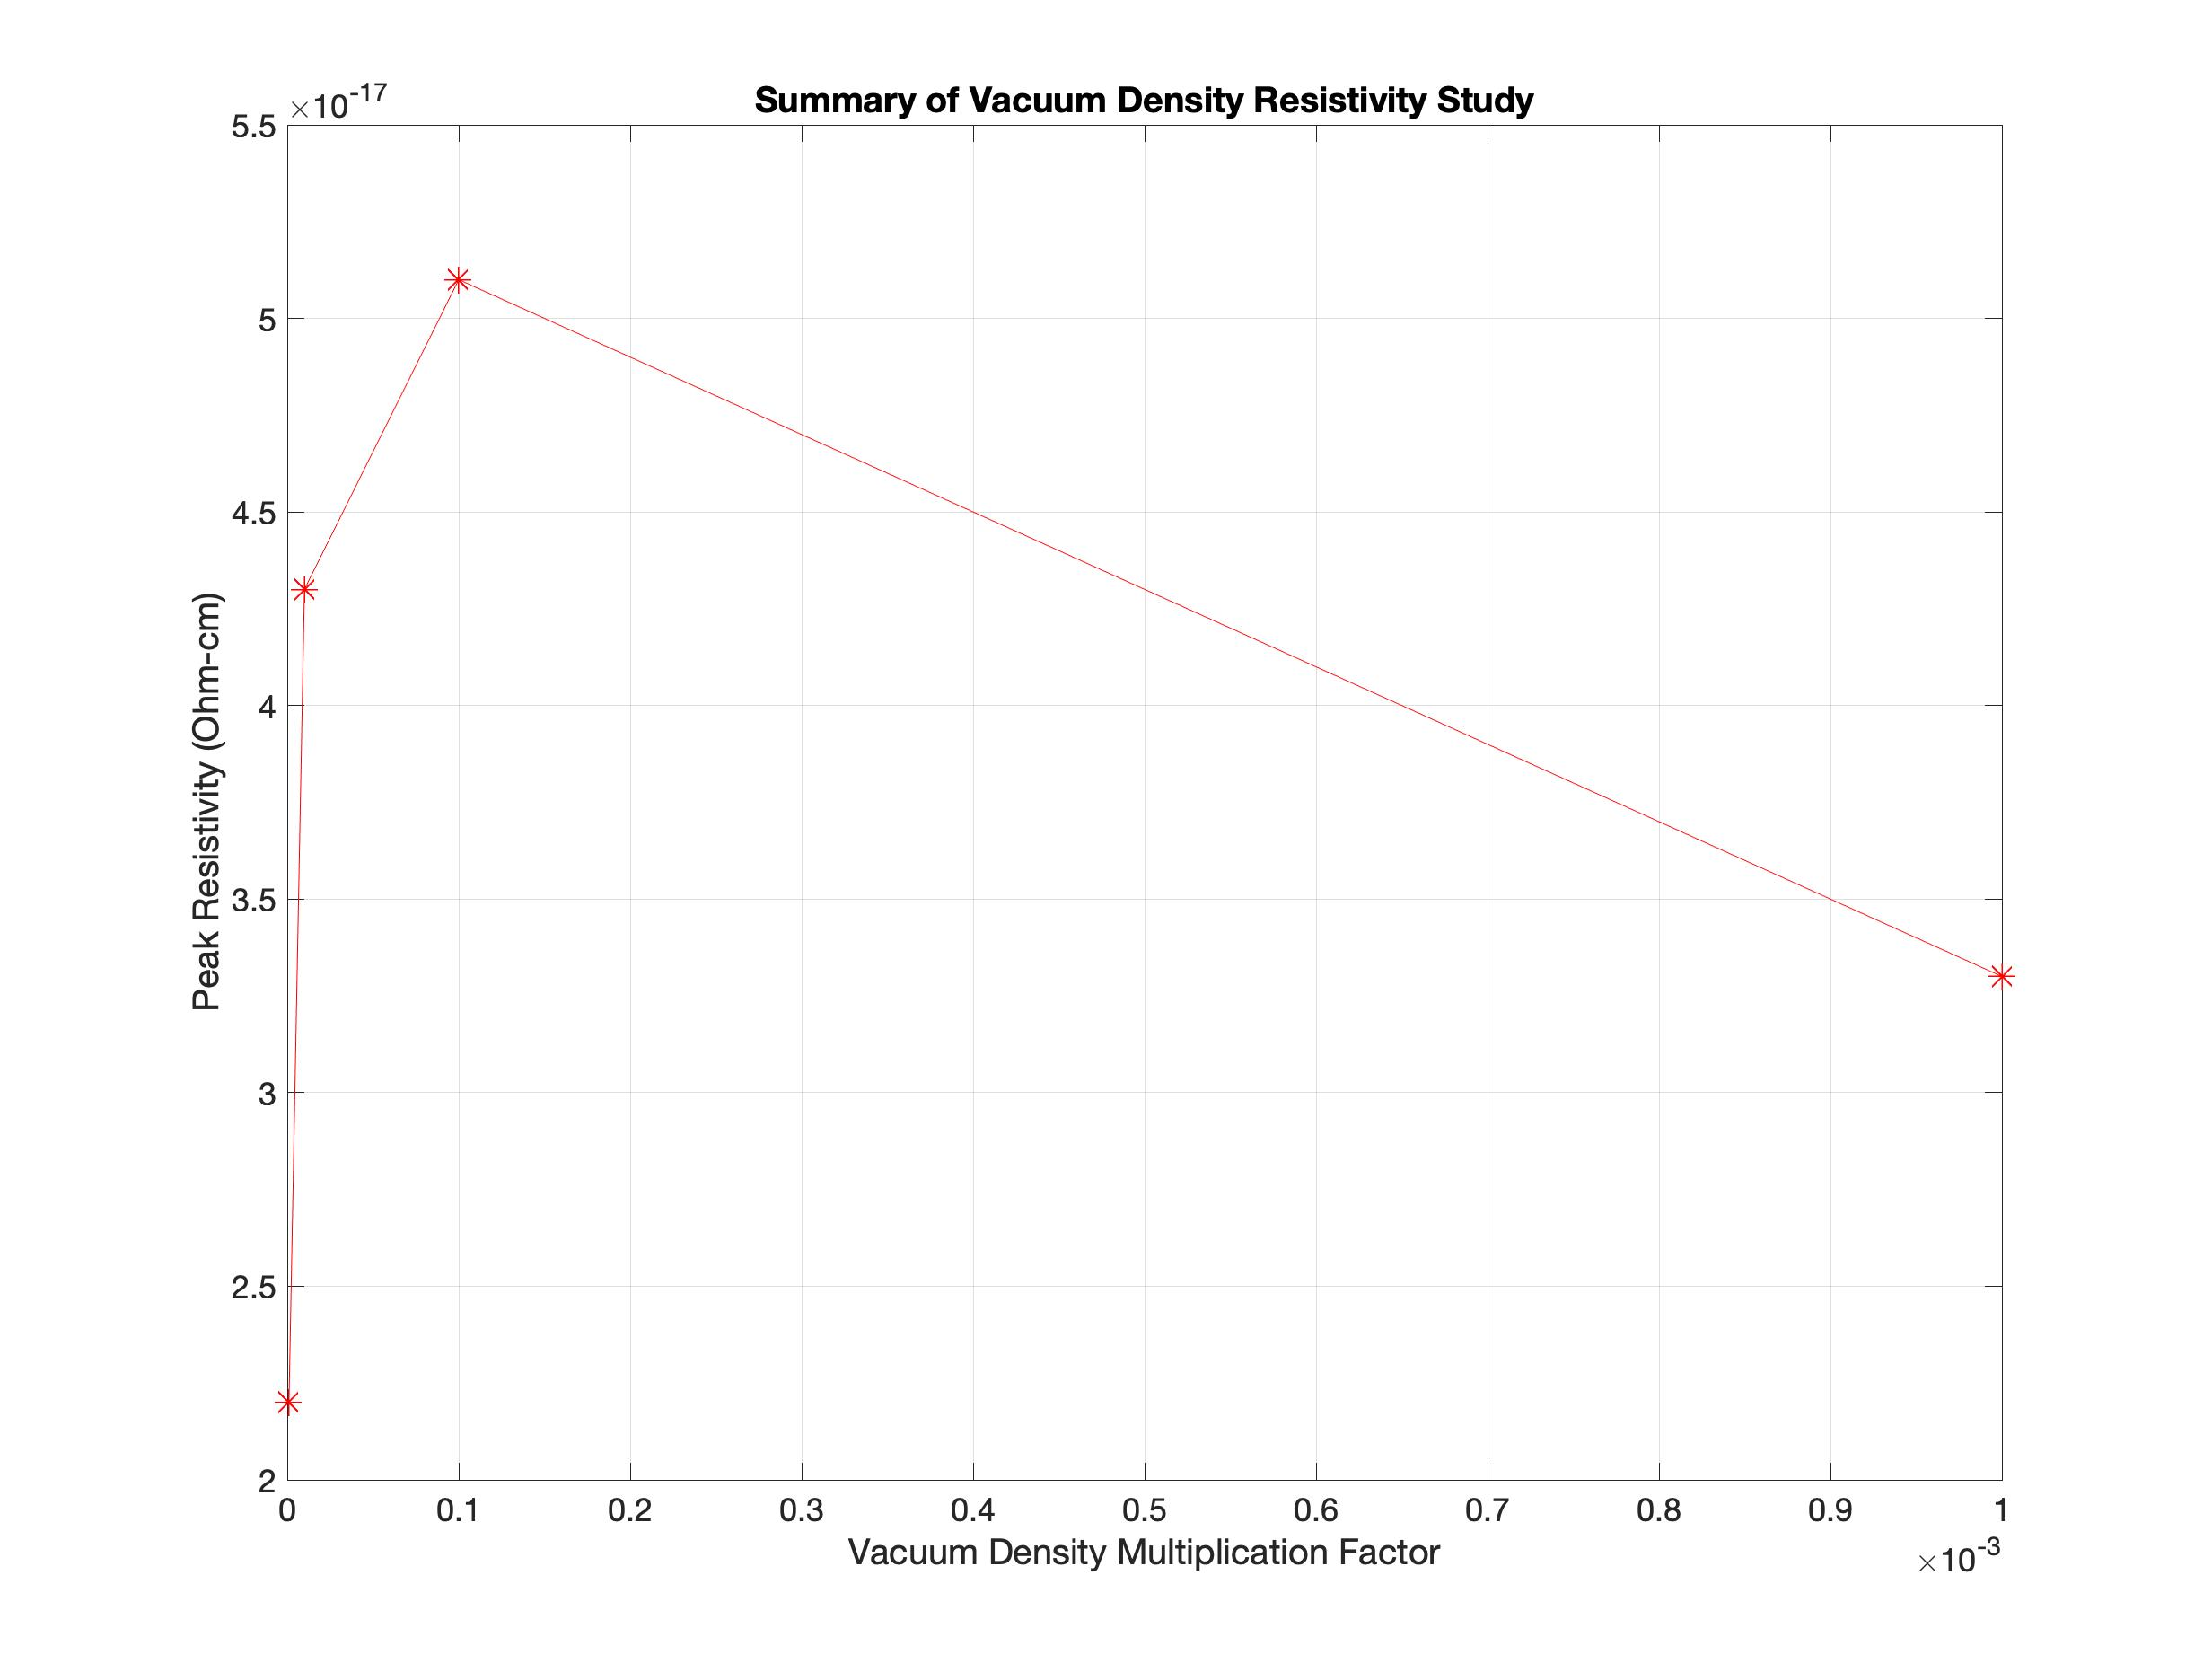 Summary of Vacuum Density Resistivity Study
×10⁻¹⁷
5.5
5
4.5
4
3.5
3
2.5
2
Peak Resistivity (Ohm-cm)
0 0.1 0.2 0.3 0.4 0.5 0.6 0.7 0.8 0.9 1
Vacuum Density Multiplication Factor
×10⁻³